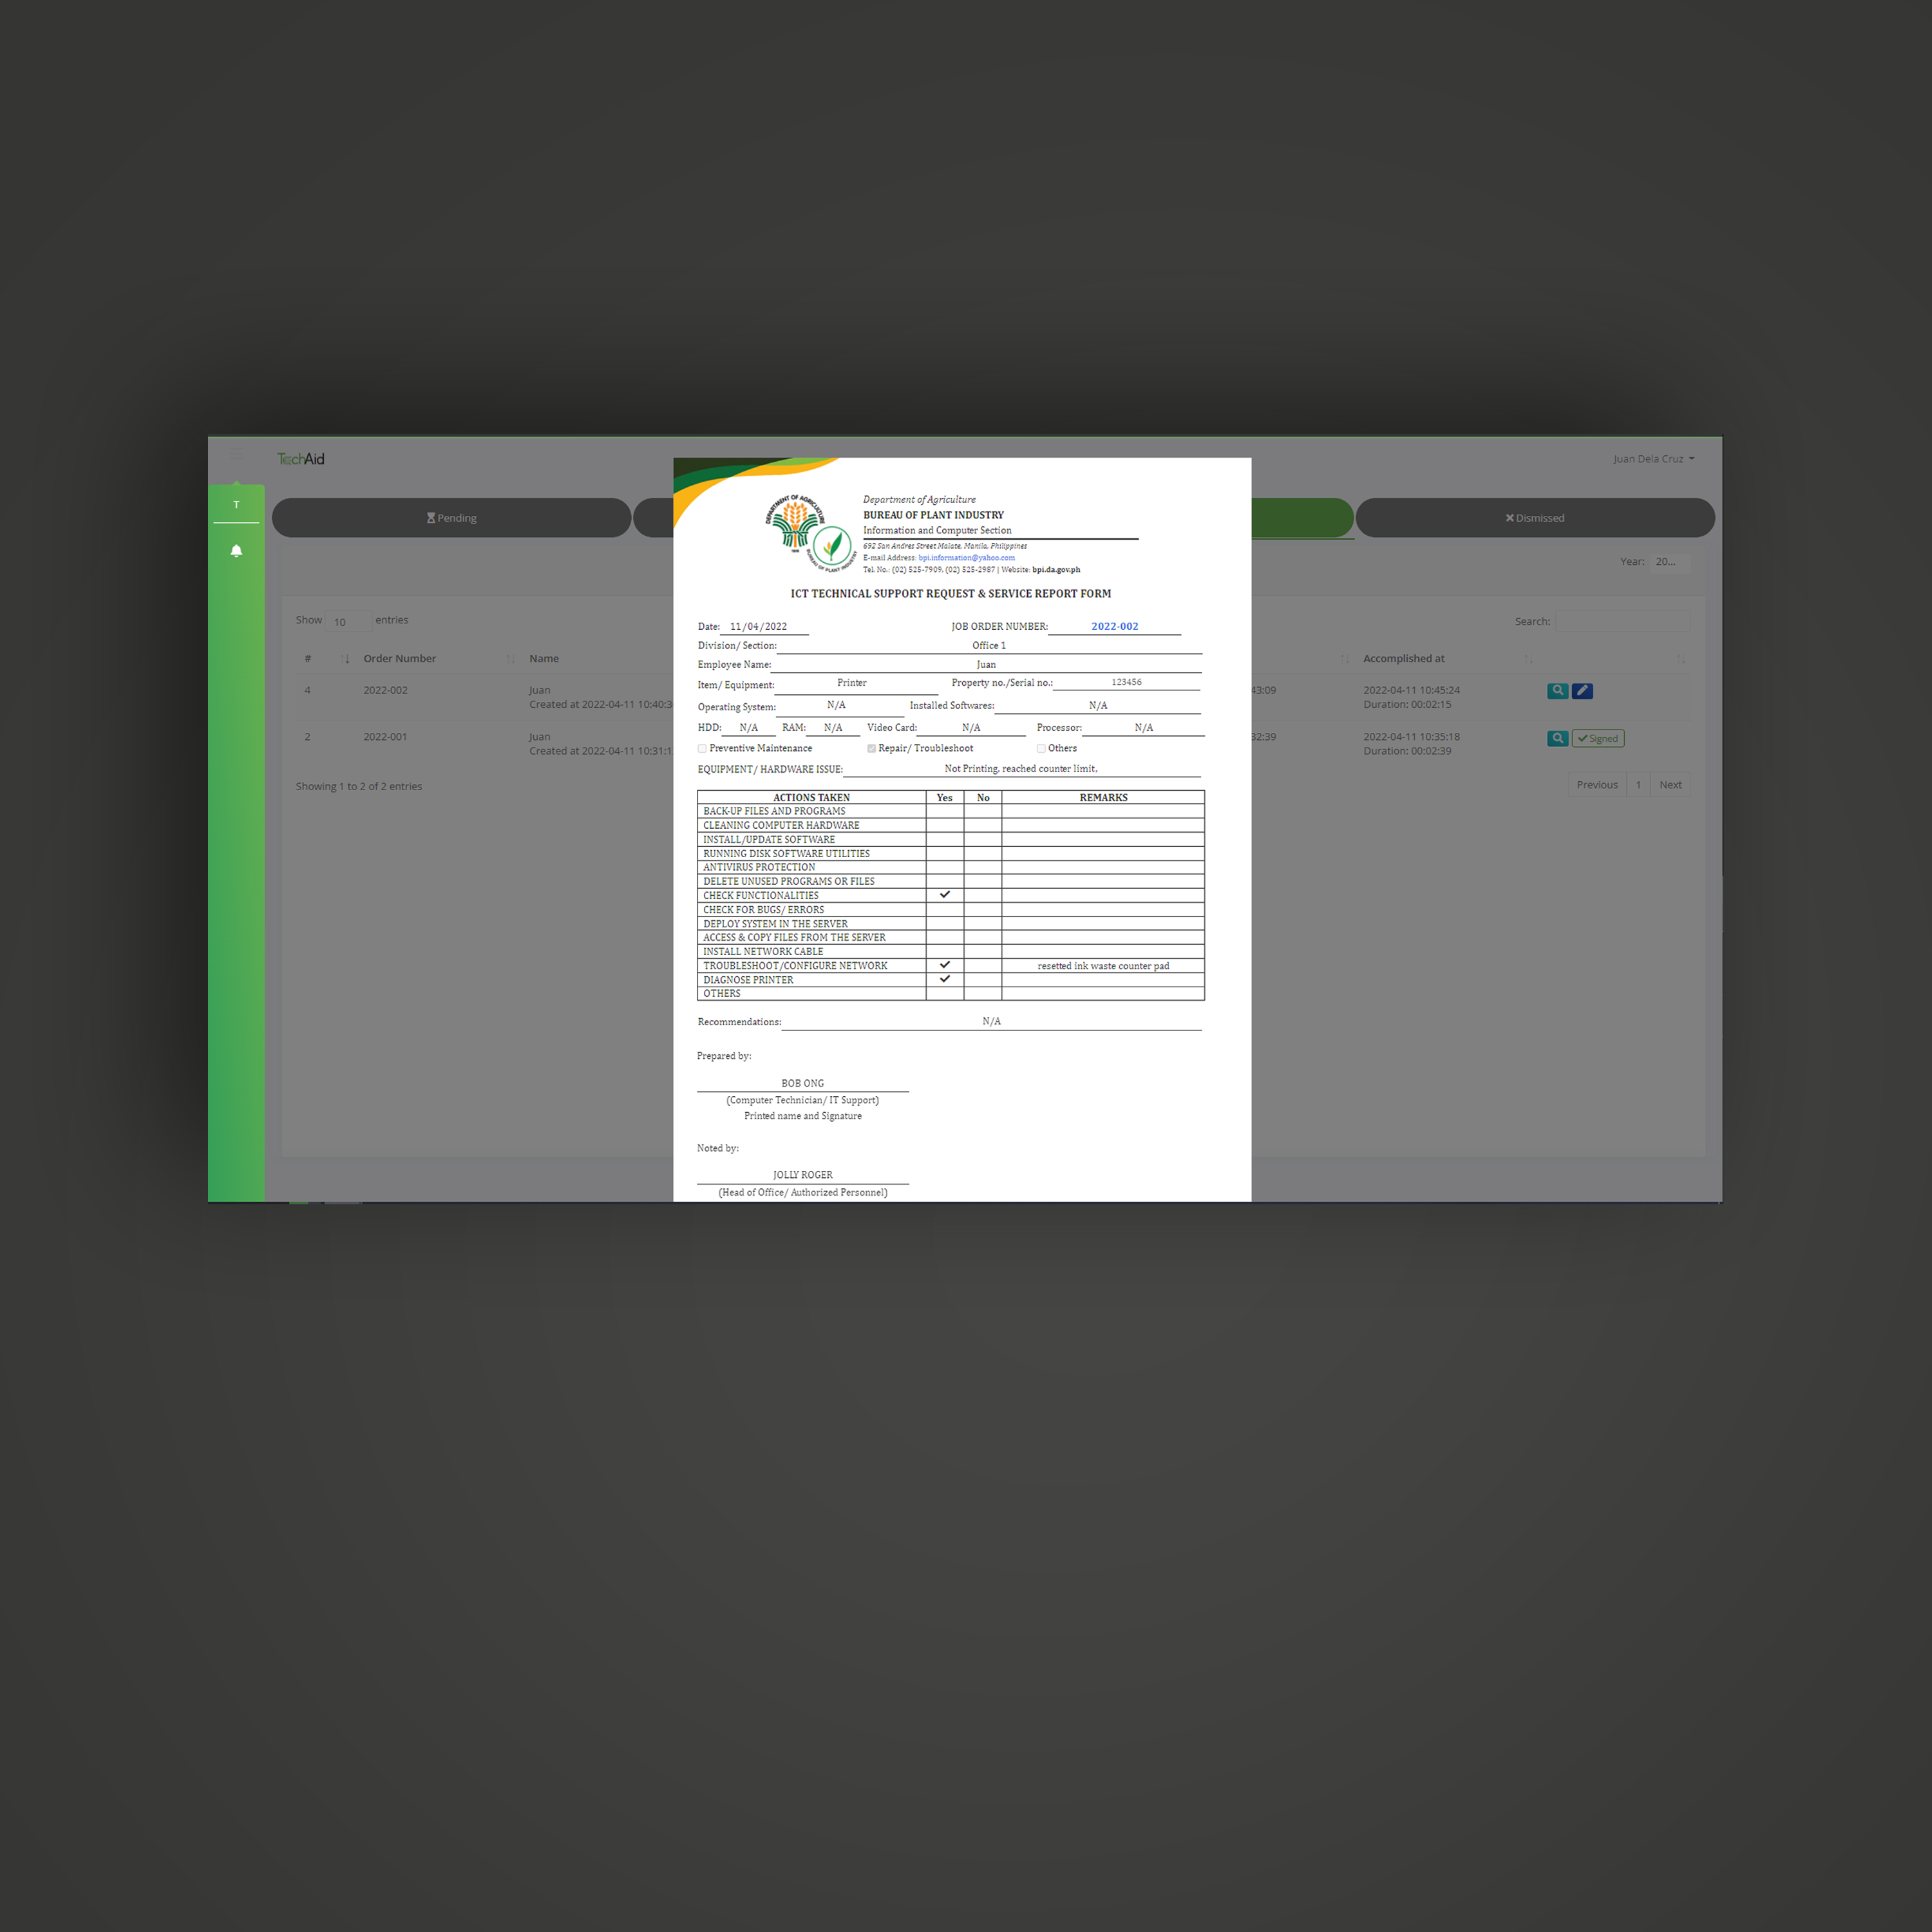 TechAid
Juan Dela Cruz
T
Pending
Dismissed
Year: 20...
Show 10 entries
Search:
# Order Number Name Accomplished at
4 2022-002 Juan 43:09 2022-04-11 10:45:24
Created at 2022-04-11 10:40:3 Duration: 00:02:15
2 2022-001 Juan 32:39 2022-04-11 10:35:18 Signed
Created at 2022-04-11 10:31:1 Duration: 00:02:39
Showing 1 to 2 of 2 entries
Previous 1 Next
DEPARTMENT OF AGRICULTURE
BUREAU OF PLANT INDUSTRY
Department of Agriculture
BUREAU OF PLANT INDUSTRY
Information and Computer Section
692 San Andres Street Malate, Manila, Philippines
E-mail Address: bpi.information@yahoo.com
Tel. No.: (02) 525-7909, (02) 525-2987 | Website: bpi.da.gov.ph
ICT TECHNICAL SUPPORT REQUEST & SERVICE REPORT FORM
Date: 11/04/2022 JOB ORDER NUMBER: 2022-002
Division/ Section: Office 1
Employee Name: Juan
Item/ Equipment: Printer Property no./Serial no.: 123456
Operating System: N/A Installed Softwares: N/A
HDD: N/A RAM: N/A Video Card: N/A Processor: N/A
Preventive Maintenance Repair/ Troubleshoot Others
EQUIPMENT/ HARDWARE ISSUE: Not Printing, reached counter limit,
ACTIONS TAKEN Yes No REMARKS
BACK-UP FILES AND PROGRAMS
CLEANING COMPUTER HARDWARE
INSTALL/UPDATE SOFTWARE
RUNNING DISK SOFTWARE UTILITIES
ANTIVIRUS PROTECTION
DELETE UNUSED PROGRAMS OR FILES
CHECK FUNCTIONALITIES
CHECK FOR BUGS/ ERRORS
DEPLOY SYSTEM IN THE SERVER
ACCESS & COPY FILES FROM THE SERVER
INSTALL NETWORK CABLE
TROUBLESHOOT/CONFIGURE NETWORK resetted ink waste counter pad
DIAGNOSE PRINTER
OTHERS
Recommendations: N/A
Prepared by:
BOB ONG
(Computer Technician/ IT Support)
Printed name and Signature
Noted by:
JOLLY ROGER
(Head of Office/ Authorized Personnel)